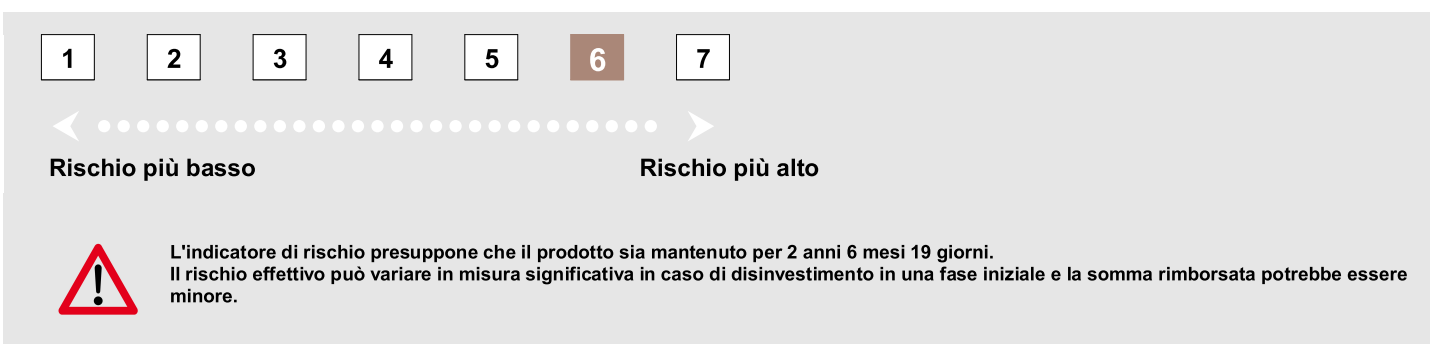 1 2 3 4 5 6 7
Rischio più basso Rischio più alto
L'indicatore di rischio presuppone che il prodotto sia mantenuto per 2 anni 6 mesi 19 giorni.
Il rischio effettivo può variare in misura significativa in caso di disinvestimento in una fase iniziale e la somma rimborsata potrebbe essere
minore.